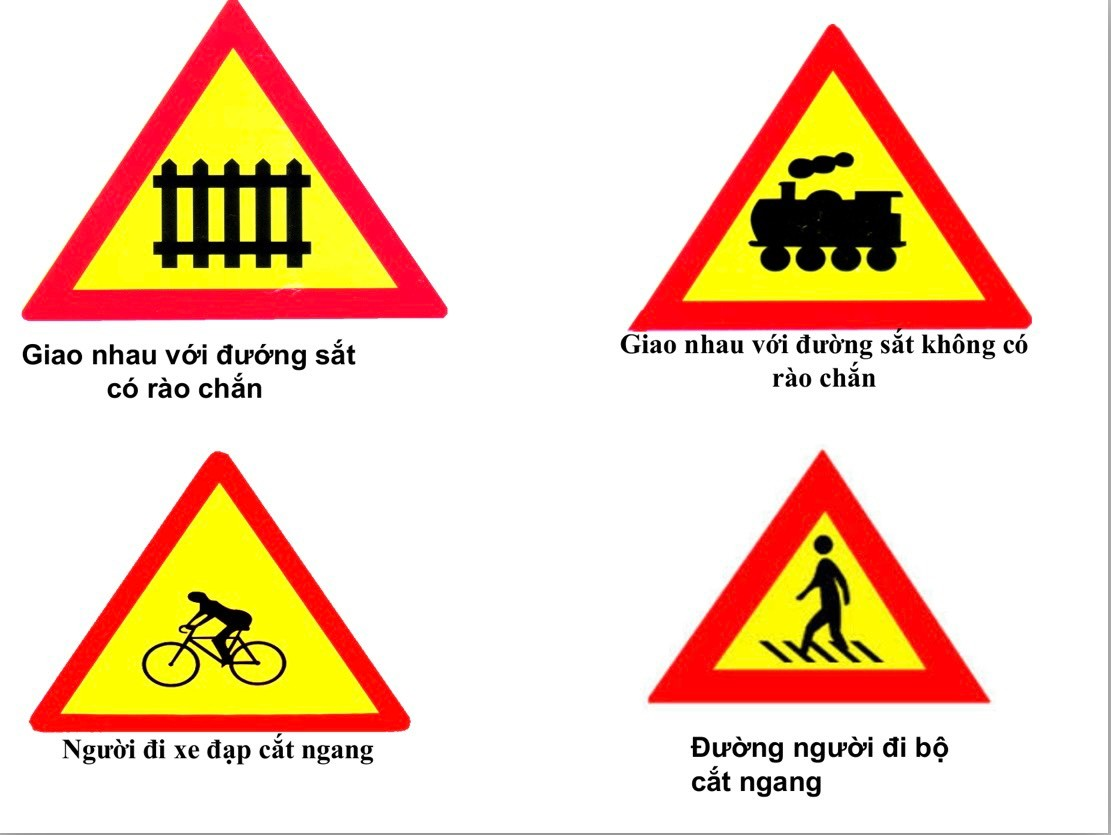 Giao nhau với đướng sắt
có rào chắn
Giao nhau với đường sắt không có
rào chắn
Người đi xe đạp cắt ngang
Đường người đi bộ
cắt ngang